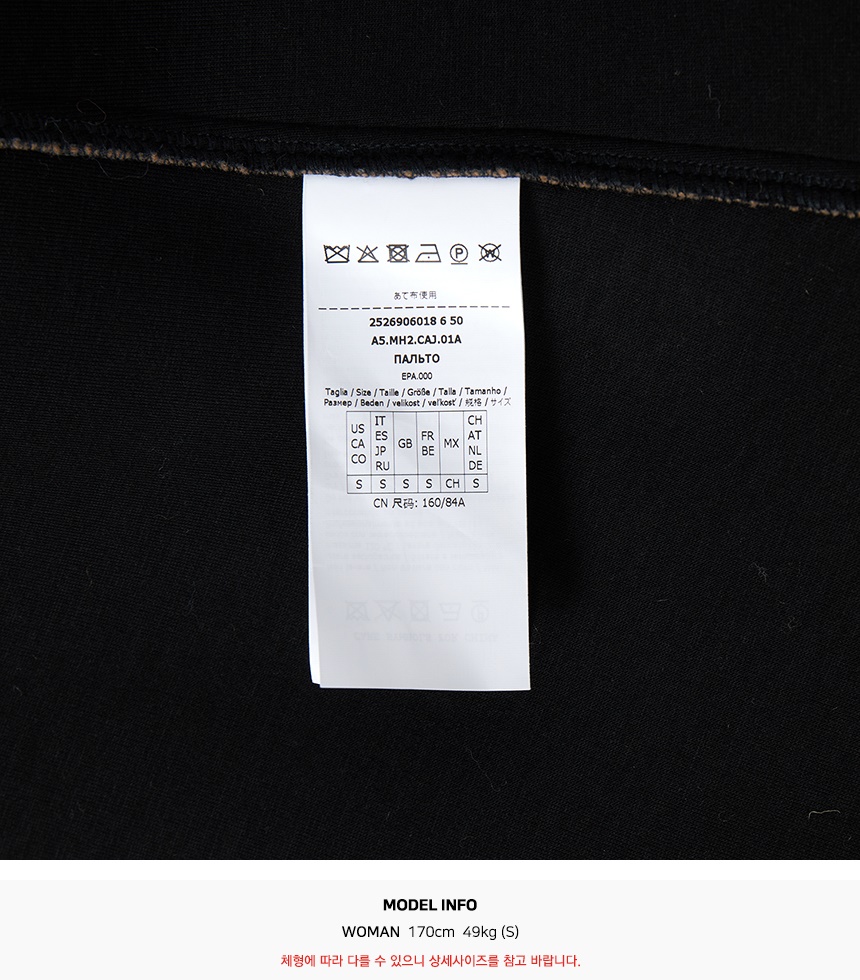 P W
あて布使用
2526906018 6 50
A5.MH2.CAJ.01A
ПАЛЬТО
EPA.000
Taglia / Size / Taille / Größe / Talla / Tamanho /
Размер / Beden / velikost / veľkosť / 規格 / サイズ
US CA CO IT ES JP RU GB FR BE MX CH AT NL DE
S S S S CH S
CN 尺码: 160/84A
MODEL INFO
WOMAN 170cm 49kg (S)
체형에 따라 다를 수 있으니 상세사이즈를 참고 바랍니다.